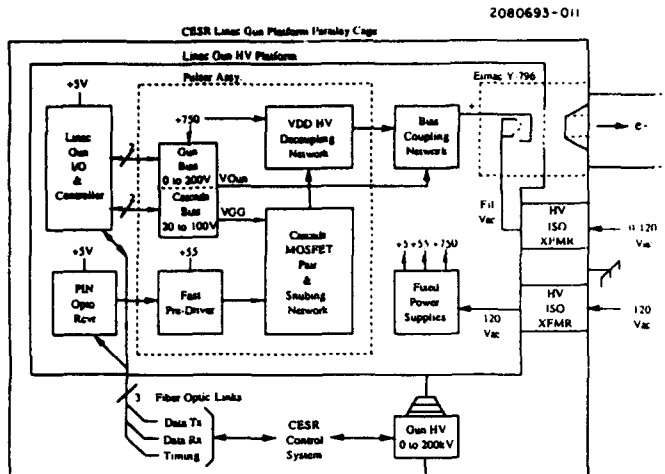 2080693-011
CESR Linac Gun Platform Faraday Cage
Linac Gun HV Platform
Pulser Assy.
Eimac Y-796
+5V
Linac
Gun
I/O
&
Controller
2
2
+750
Gun
Bias
0 to 200V
Cascode
Bias
20 to 100V
VGun
VGG
VDD HV
Decoupling
Network
Bias
Coupling
Network
+
e-
Fil
Vac
HV
ISO
XFMR
0-120
Vac
+5V
PIN
Opto
Rcvr
+55
Fast
Pre-Driver
Cascode
MOSFET
Pair
&
Snubing
Network
+5 +55 +750
Fixed
Power
Supplies
120
Vac
HV
ISO
XFMR
120
Vac
3 Fiber Optic Links
Data Tx
Data Rx
Timing
CESR
Control
System
Gun HV
0 to 200kV